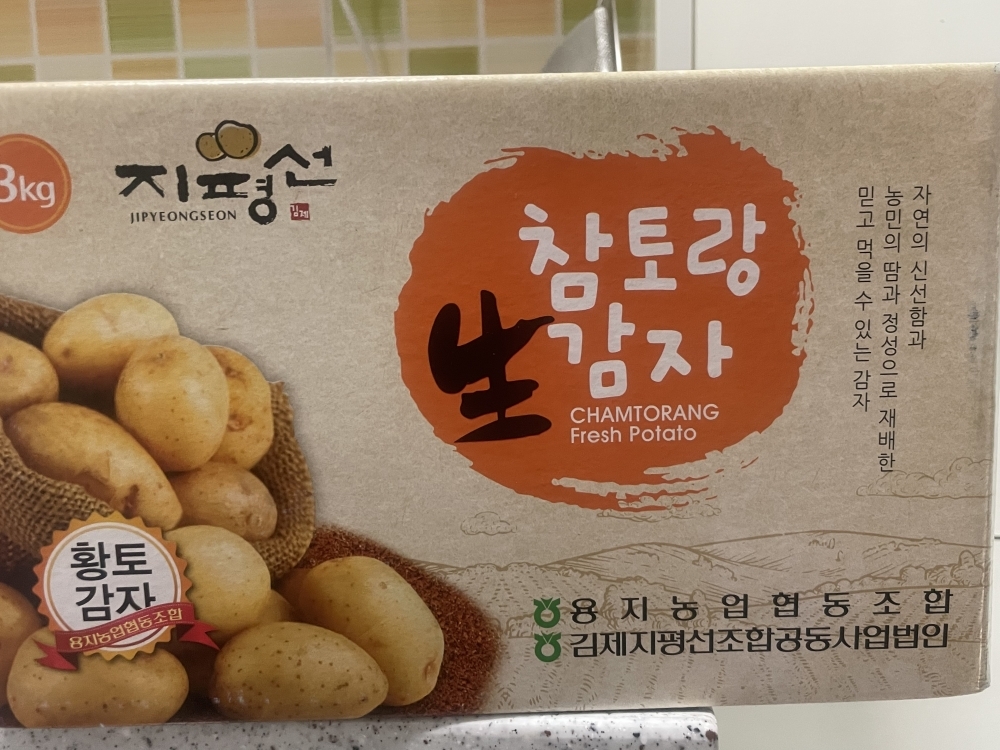 3kg
지평선
JIPYEONGSEON
김제
참토랑
生감자
CHAMTORANG
Fresh Potato
자연의 신선함과
농민의 땀과 정성으로 재배한
믿고 먹을 수 있는 감자
황토
감자
용지농업협동조합
용지농업협동조합
김제지평선조합공동사업법인